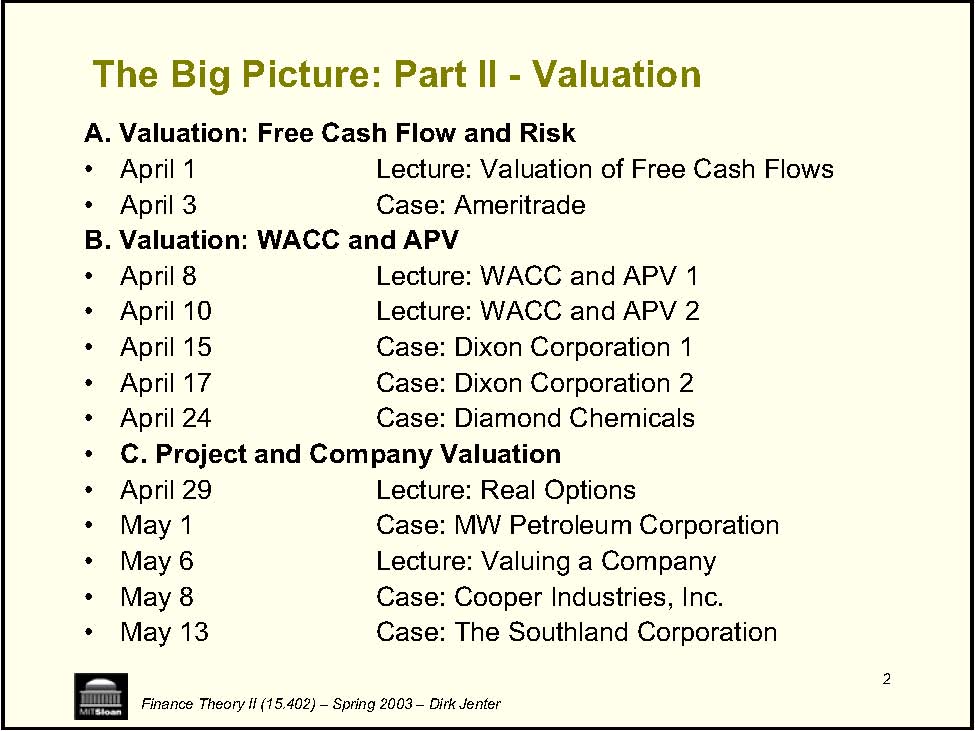 The Big Picture: Part II - Valuation
A. Valuation: Free Cash Flow and Risk
• April 1 Lecture: Valuation of Free Cash Flows
• April 3 Case: Ameritrade
B. Valuation: WACC and APV
• April 8 Lecture: WACC and APV 1
• April 10 Lecture: WACC and APV 2
• April 15 Case: Dixon Corporation 1
• April 17 Case: Dixon Corporation 2
• April 24 Case: Diamond Chemicals
• C. Project and Company Valuation
• April 29 Lecture: Real Options
• May 1 Case: MW Petroleum Corporation
• May 6 Lecture: Valuing a Company
• May 8 Case: Cooper Industries, Inc.
• May 13 Case: The Southland Corporation
2
MITSloan
Finance Theory II (15.402) – Spring 2003 – Dirk Jenter